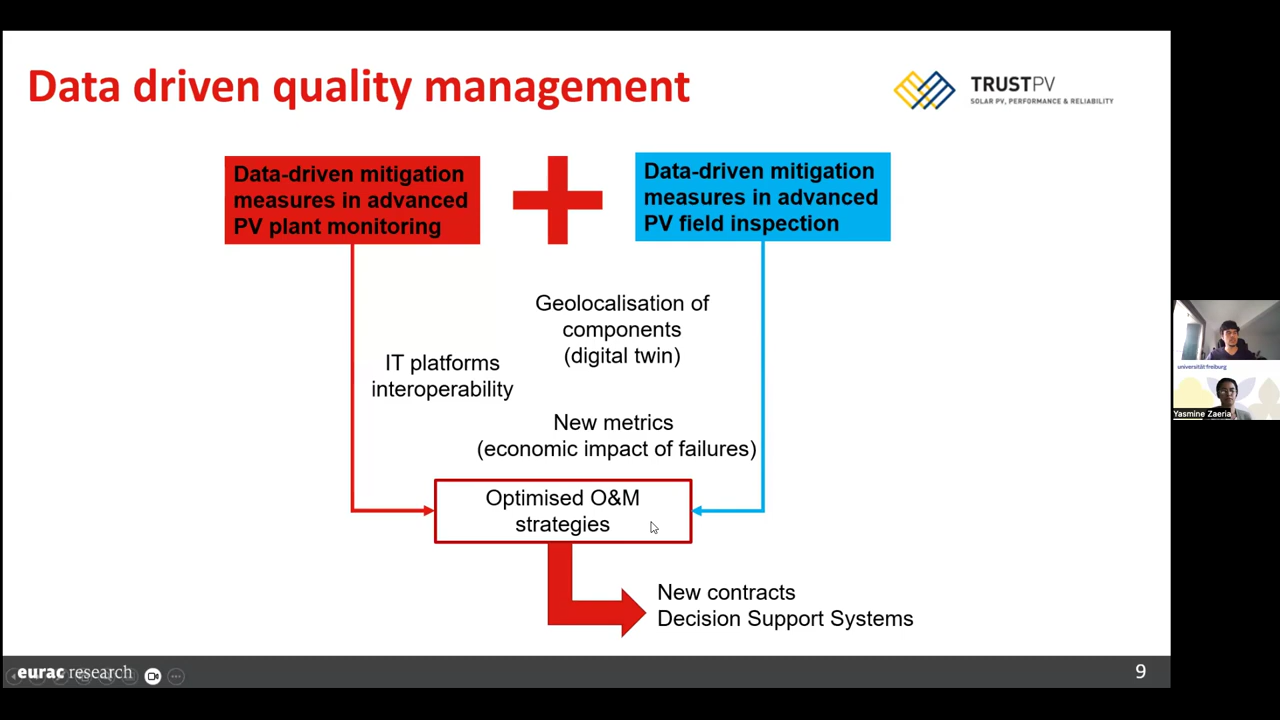 Data driven quality management
TRUSTPV
SOLAR PV, PERFORMANCE & RELIABILITY
Data-driven mitigation
measures in advanced
PV plant monitoring
Data-driven mitigation
measures in advanced
PV field inspection
Geolocalisation of
components
(digital twin)
IT platforms
interoperability
New metrics
(economic impact of failures)
Optimised O&M
strategies
New contracts
Decision Support Systems
eurac research
9
universität freiburg
Yasmine Zaeria